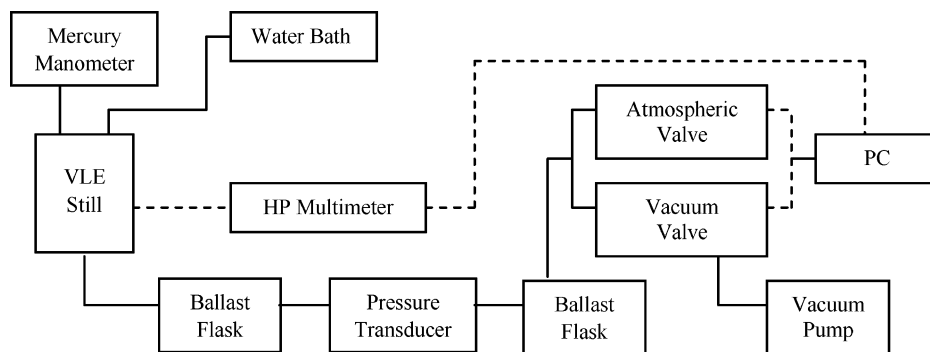 Mercury
Manometer
Water Bath
Atmospheric
Valve
VLE
Still
PC
HP Multimeter
Vacuum
Valve
Ballast
Flask
Pressure
Transducer
Ballast
Flask
Vacuum
Pump